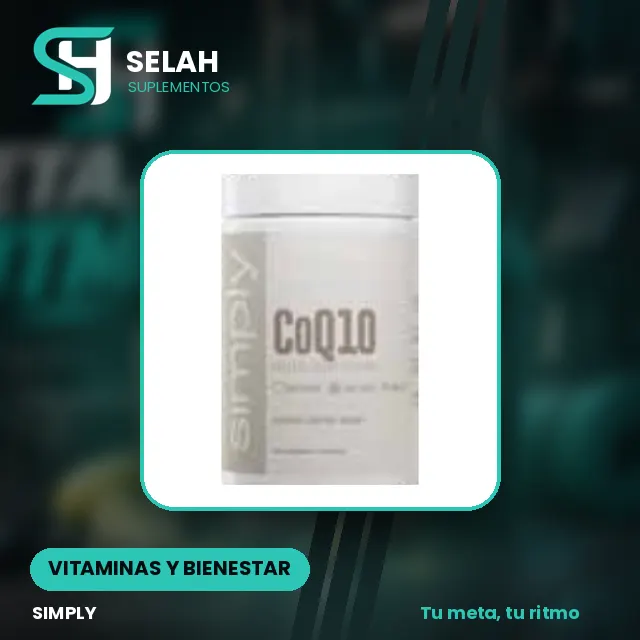 SELAH
SUPLEMENTOS
simply
CoQ10
VITAMINAS Y BIENESTAR
SIMPLY
Tu meta, tu ritmo